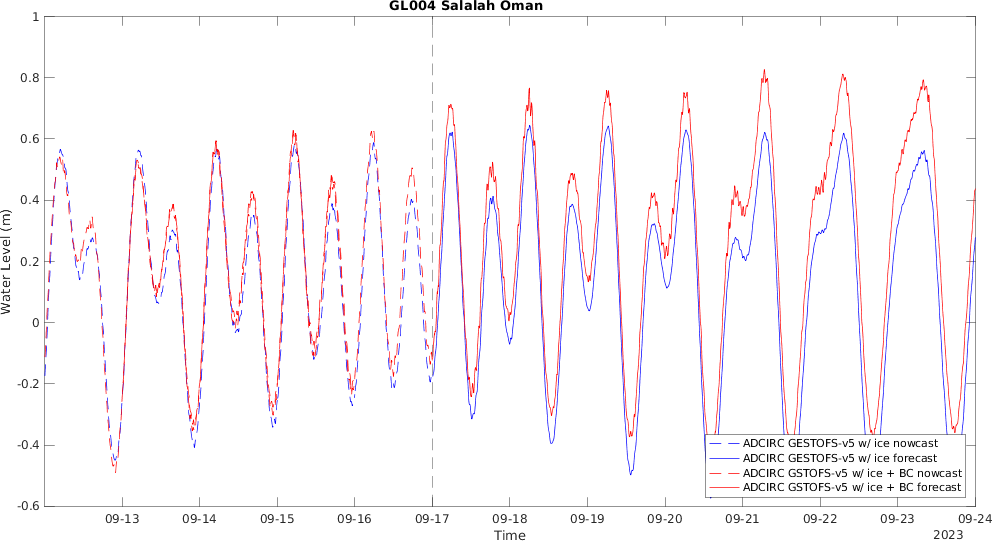 GL004 Salalah Oman
Water Level (m)
1
0.8
0.6
0.4
0.2
0
-0.2
-0.4
-0.6
ADCIRC GESTOFS-v5 w/ ice nowcast
ADCIRC GESTOFS-v5 w/ ice forecast
ADCIRC GSTOFS-v5 w/ ice + BC nowcast
ADCIRC GSTOFS-v5 w/ ice + BC forecast
09-13 09-14 09-15 09-16 09-17 09-18 09-19 09-20 09-21 09-22 09-23 09-24
Time
2023